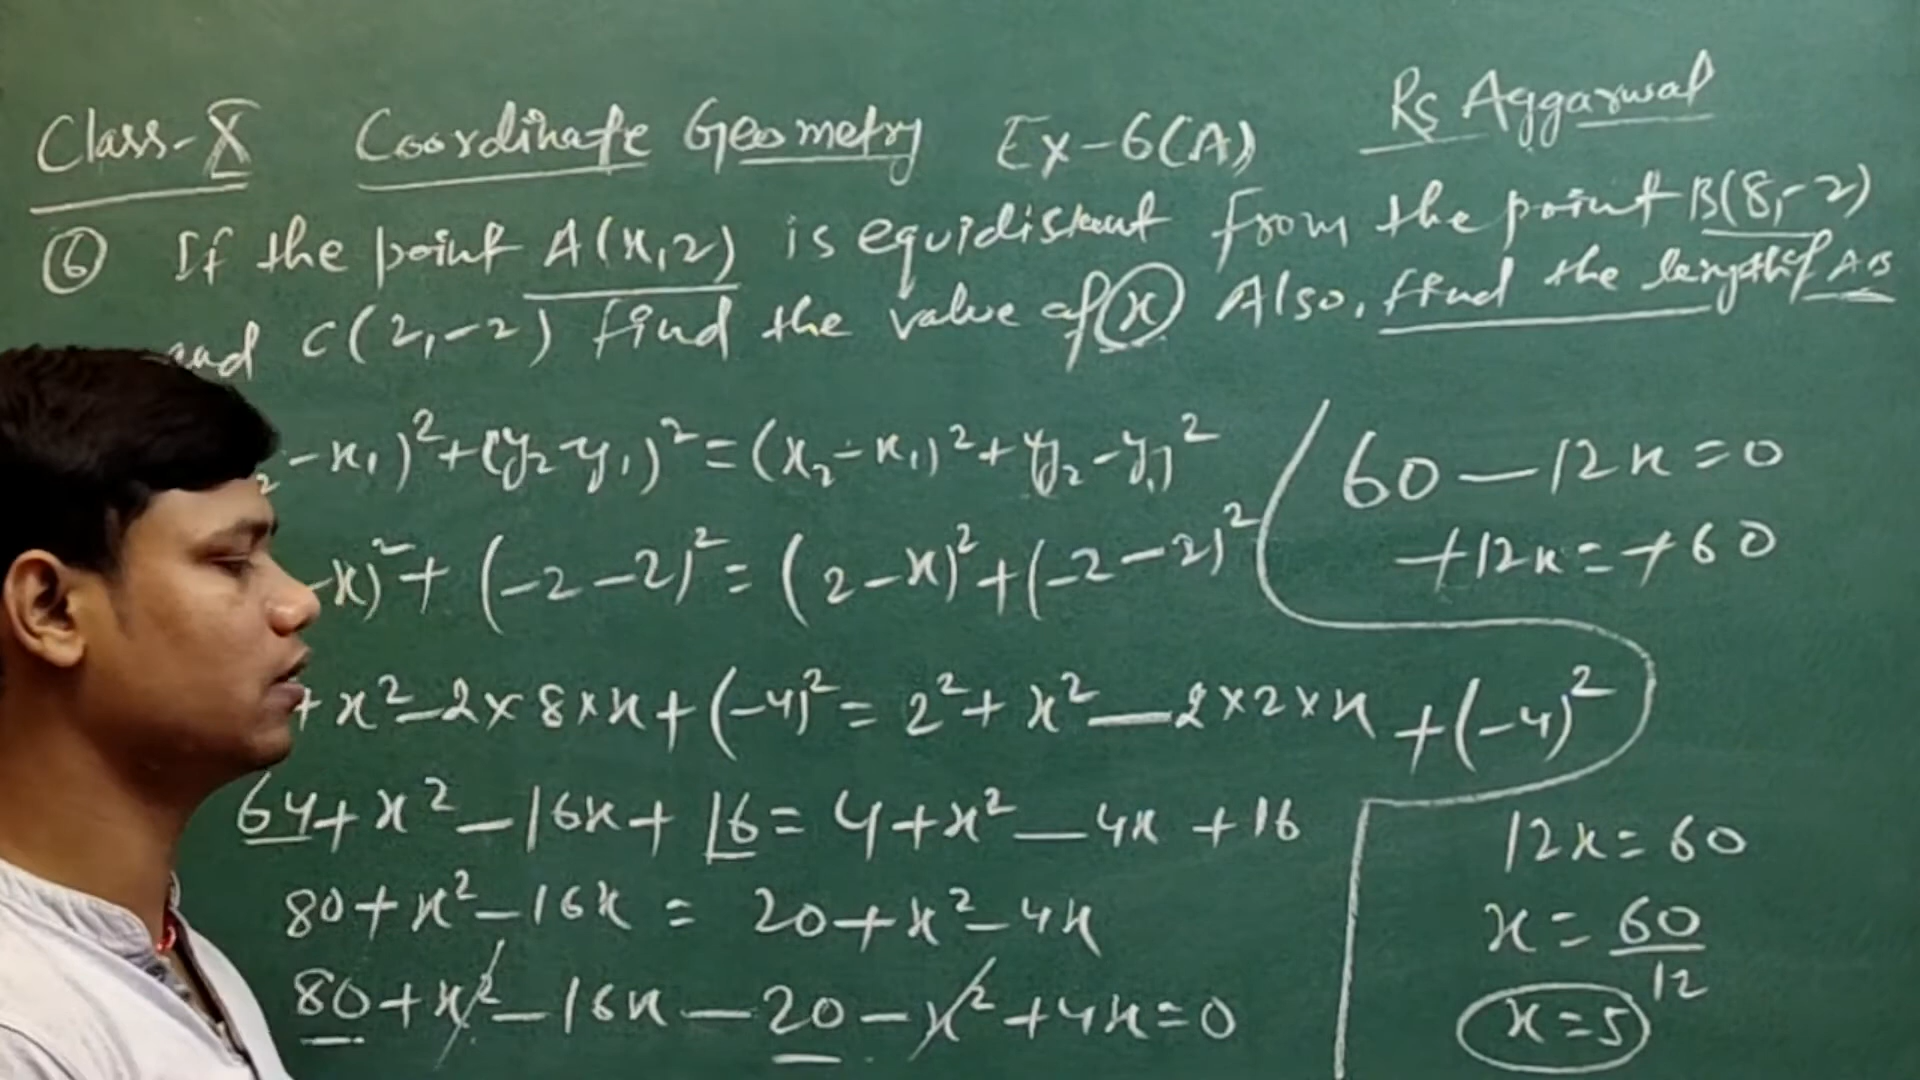 Class-X Coordinate Geometry Ex-6(A) Rs Aggarwal
⑥ If the point A(x,2) is equidistant from the point B(8,-2)
and C(2,-2) find the value of x Also, find the length of AB
2-x₁)²+(y₂-y₁)²=(x₂-x₁)²+y₂-y₁)²
-x)²+(-2-2)²=(2-x)²+(-2-2)²
+x²-2×8×x+(-4)²=2²+x²-2×2×x+(-4)²
64+x²-16x+16=4+x²-4x+16
80+x²-16x=20+x²-4x
80+x²-16x-20-x²+4x=0
60-12x=0
+12x=+60
12x=60
x=60/12
x=5